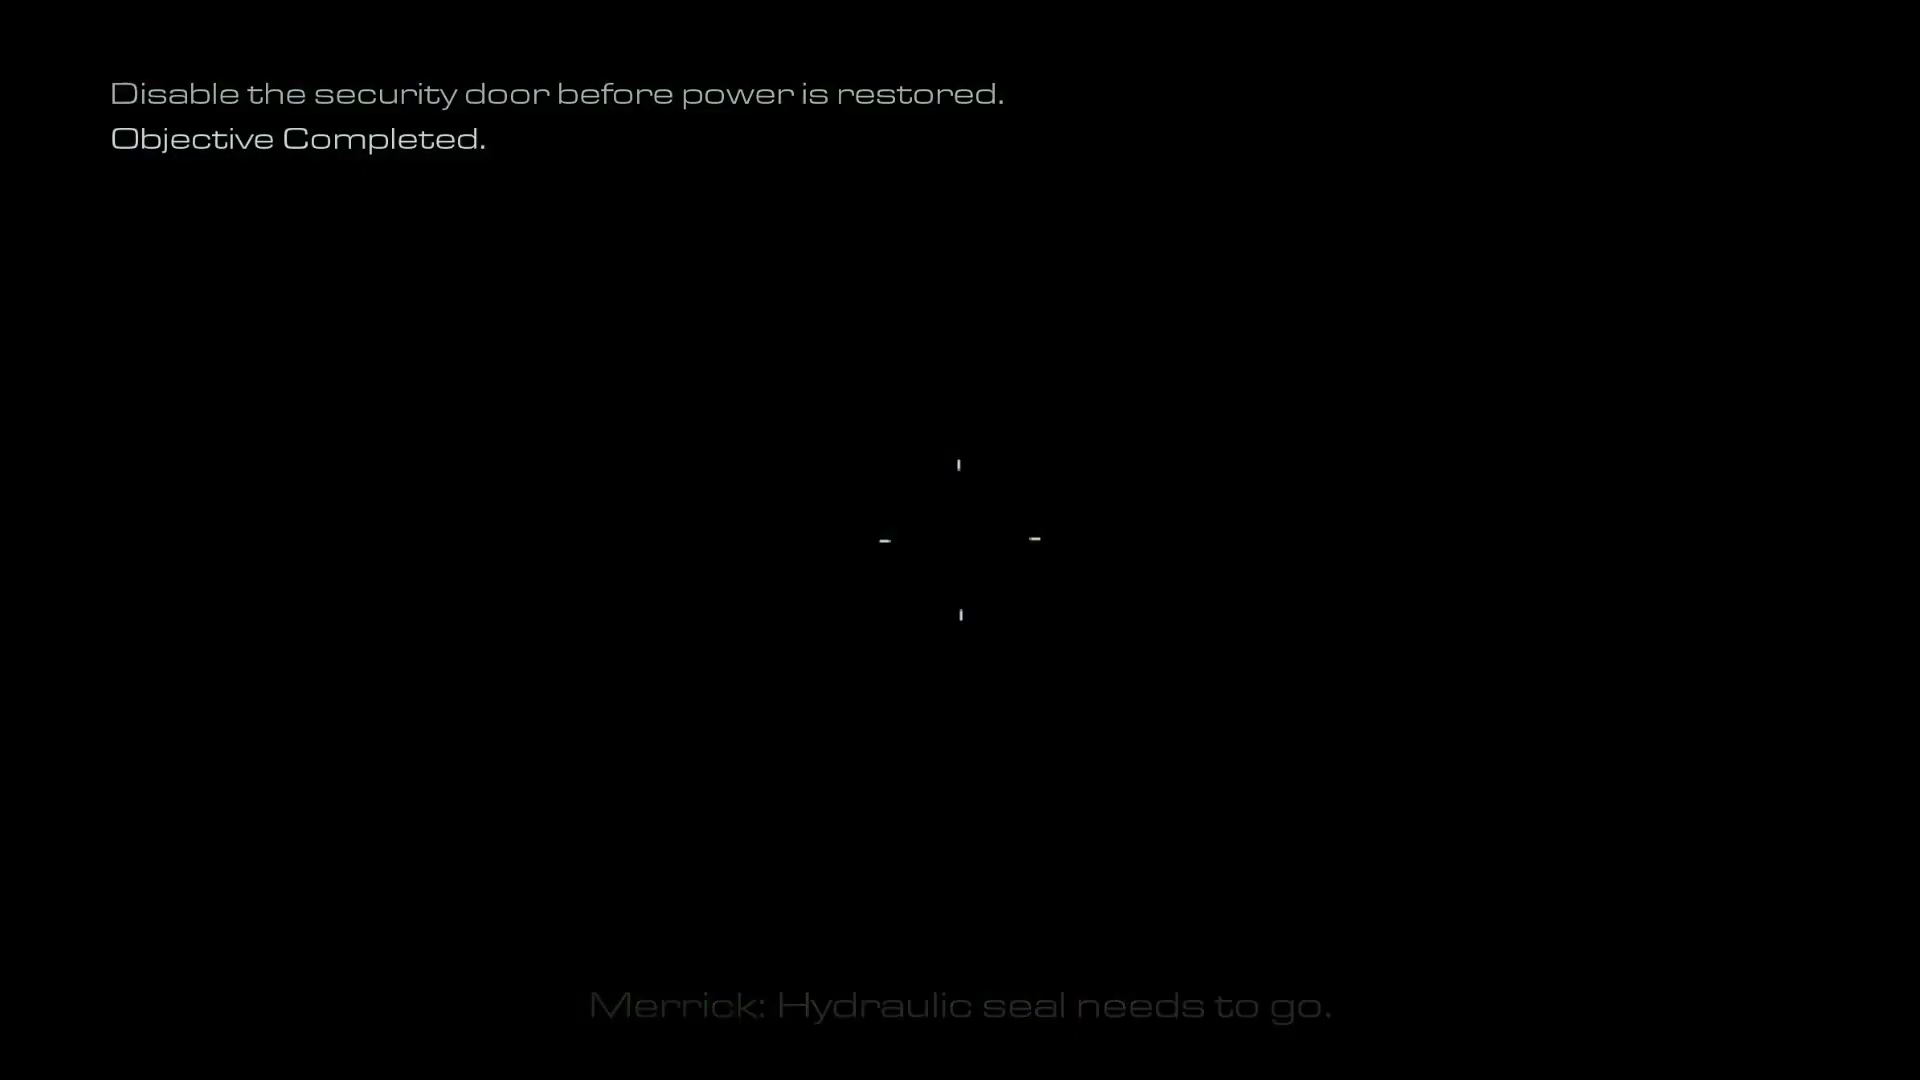 Disable the security door before power is restored.
Objective Completed.
Merrick: Hydraulic seal needs to go.